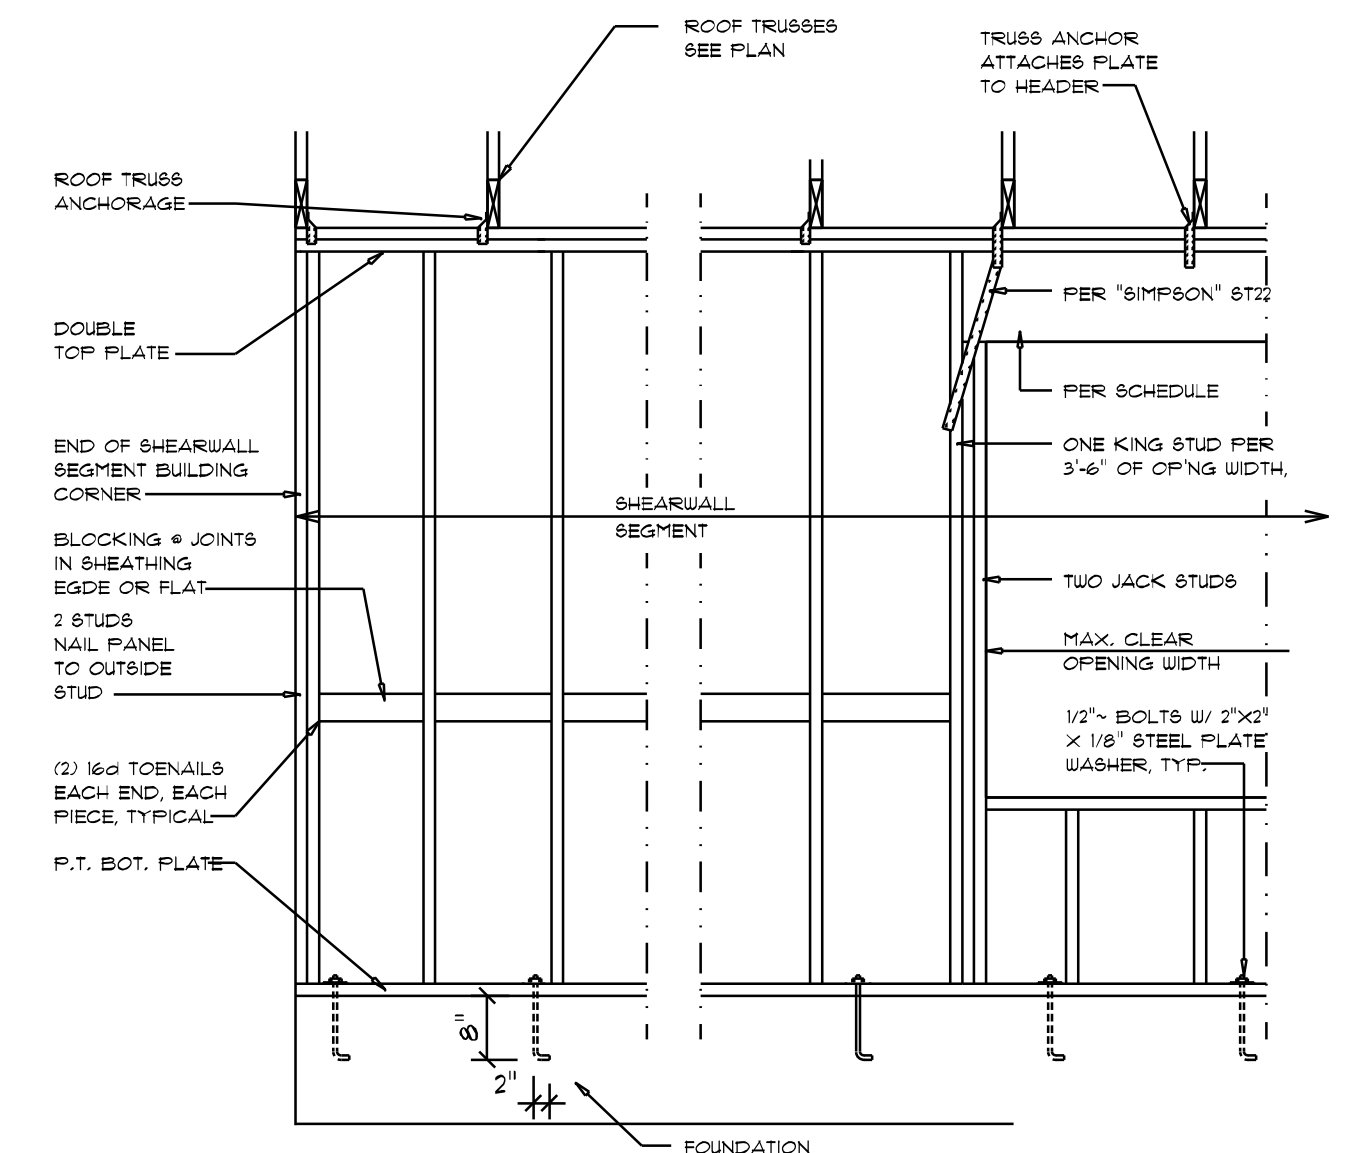 ROOF TRUSSES
SEE PLAN
TRUSS ANCHOR
ATTACHES PLATE
TO HEADER
ROOF TRUSS
ANCHORAGE
PER "SIMPSON" ST22
DOUBLE
TOP PLATE
PER SCHEDULE
END OF SHEARWALL
SEGMENT BUILDING
CORNER
ONE KING STUD PER
3'-6" OF OP'NG WIDTH,
SHEARWALL
SEGMENT
BLOCKING @ JOINTS
IN SHEATHING
EGDE OR FLAT
TWO JACK STUDS
2 STUDS
NAIL PANEL
TO OUTSIDE
STUD
MAX. CLEAR
OPENING WIDTH
1/2"~ BOLTS W/ 2"X2"
X 1/8" STEEL PLATE
WASHER, TYP.
(2) 16d TOENAILS
EACH END, EACH
PIECE, TYPICAL
P.T. BOT. PLATE
8"
2"
FOUNDATION